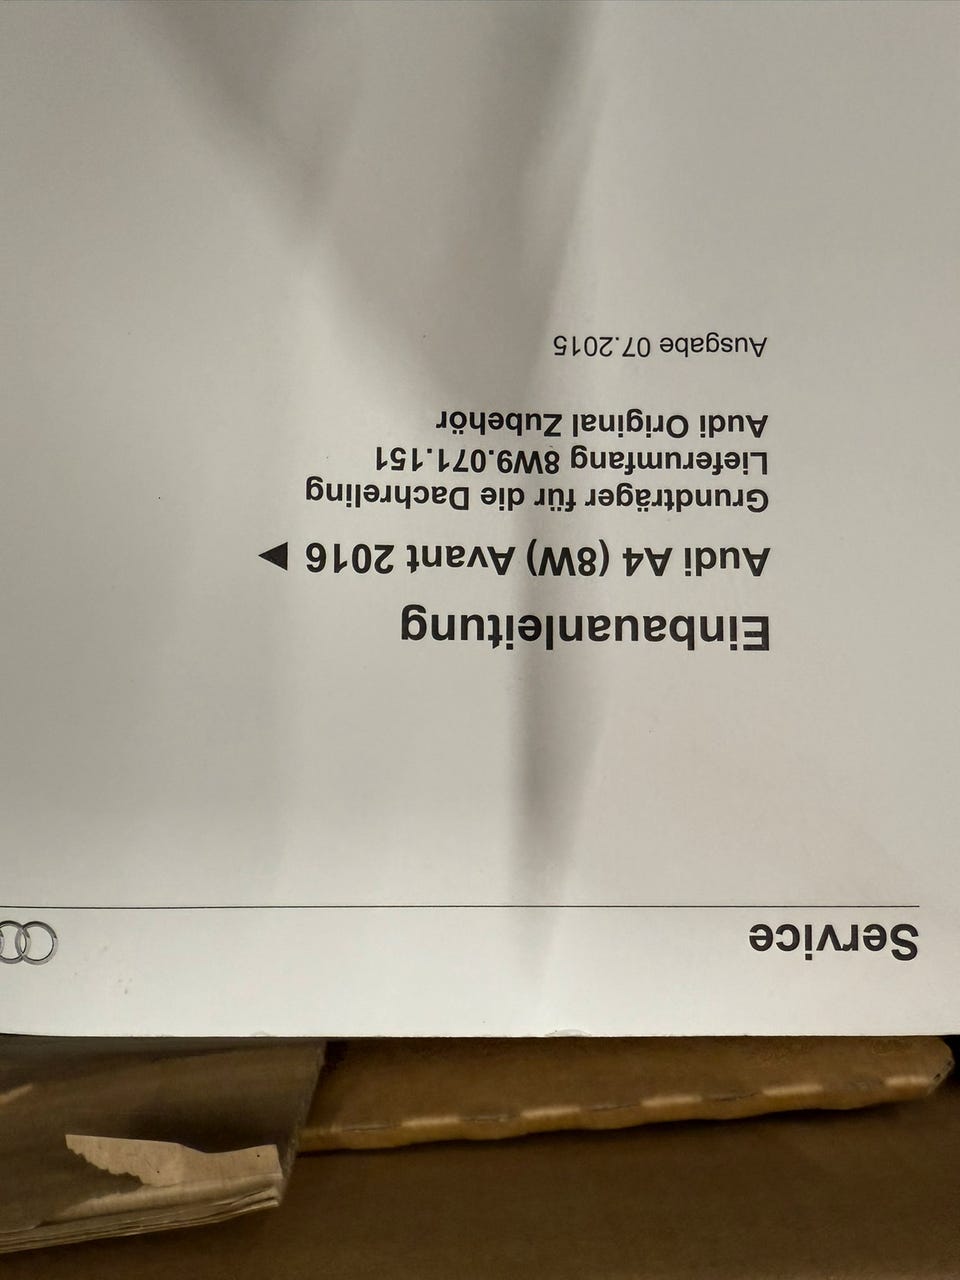 Service
Einbauanleitung
Audi A4 (8W) Avant 2016 ▶
Grundträger für die Dachreling
Lieferumfang 8W9.071.151
Audi Original Zubehör
Ausgabe 07.2015